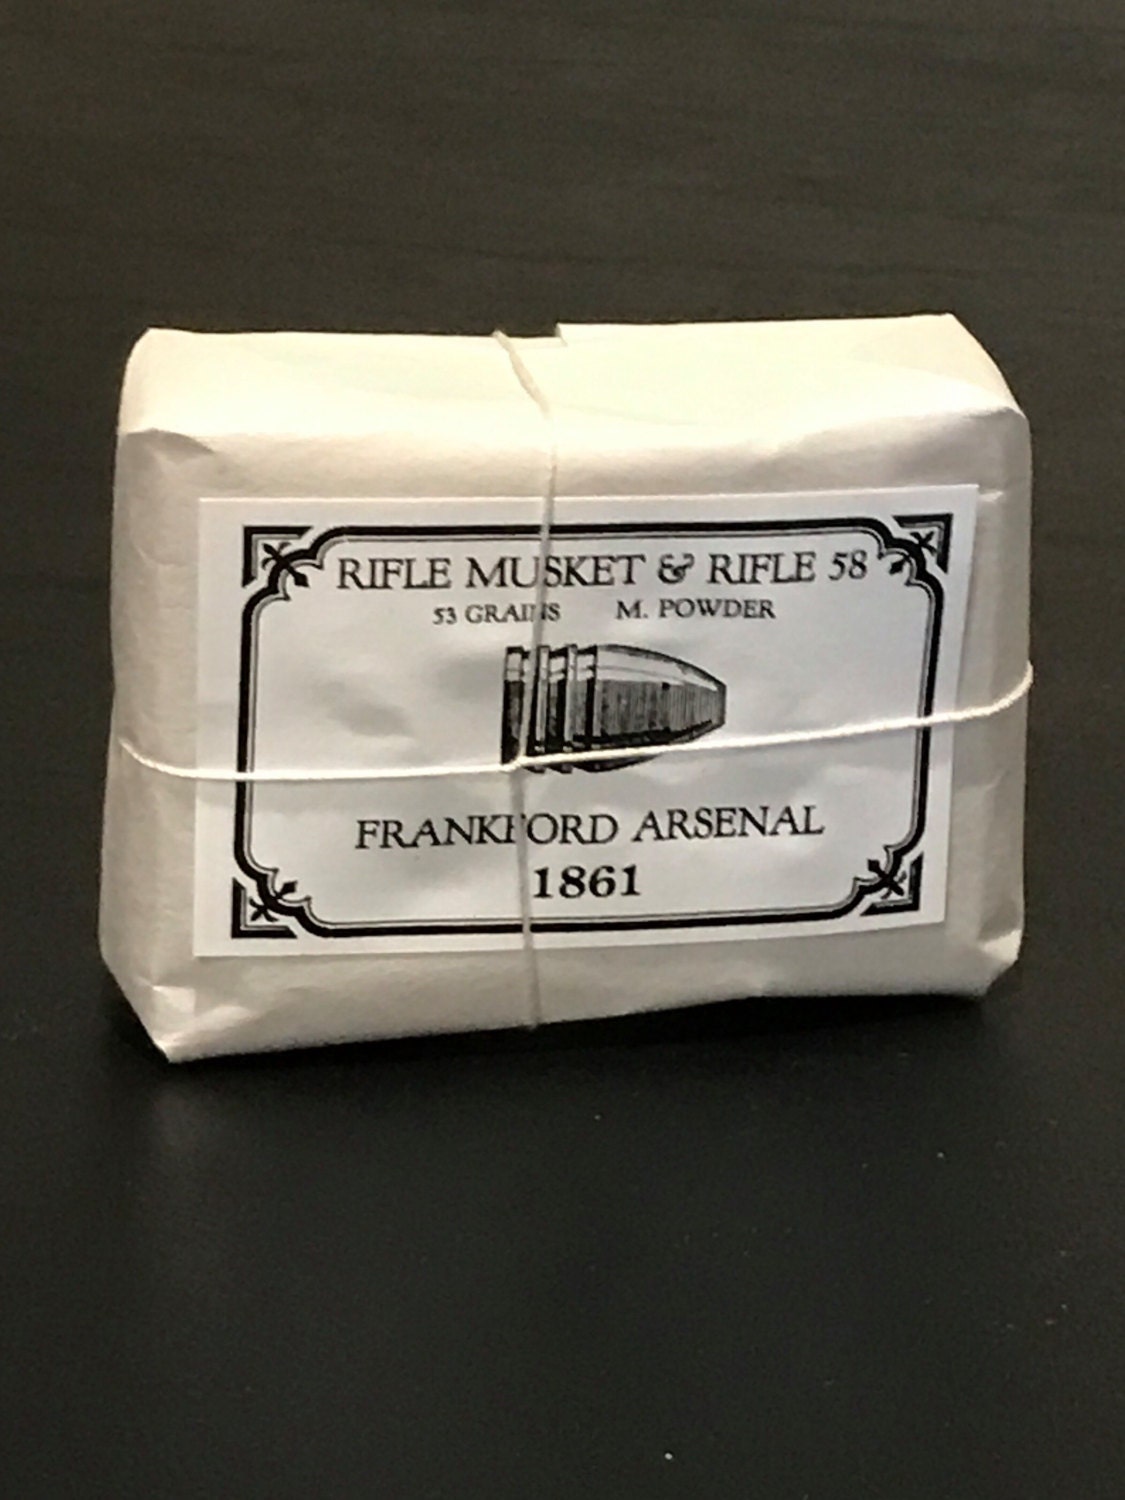 RIFLE MUSKET & RIFLE 58
53 GRAINS M. POWDER
FRANKFORD ARSENAL
1861